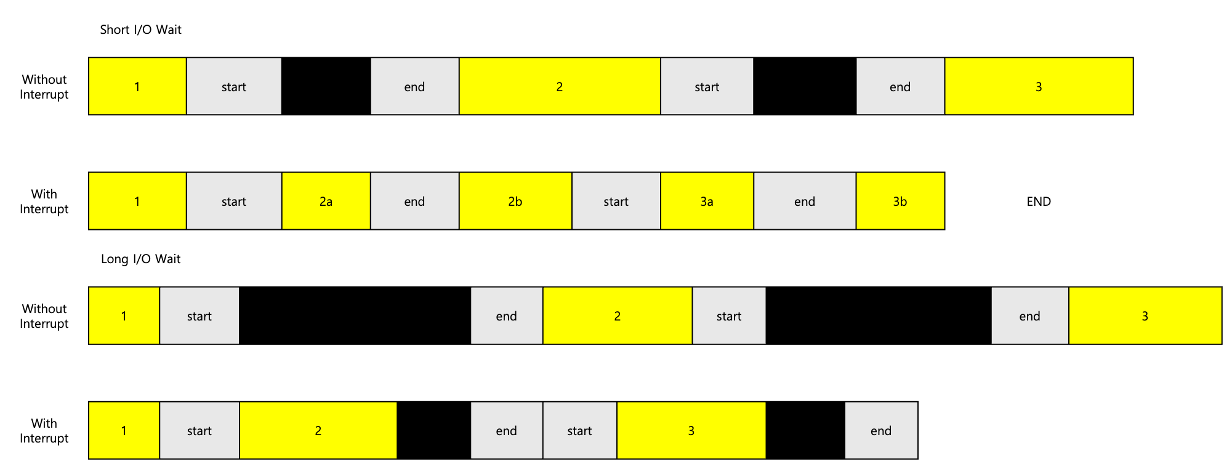 Short I/O Wait
Without
Interrupt
1 start end 2 start end 3
With
Interrupt
1 start 2a end 2b start 3a end 3b END
Long I/O Wait
Without
Interrupt
1 start end 2 start end 3
With
Interrupt
1 start 2 end start 3 end